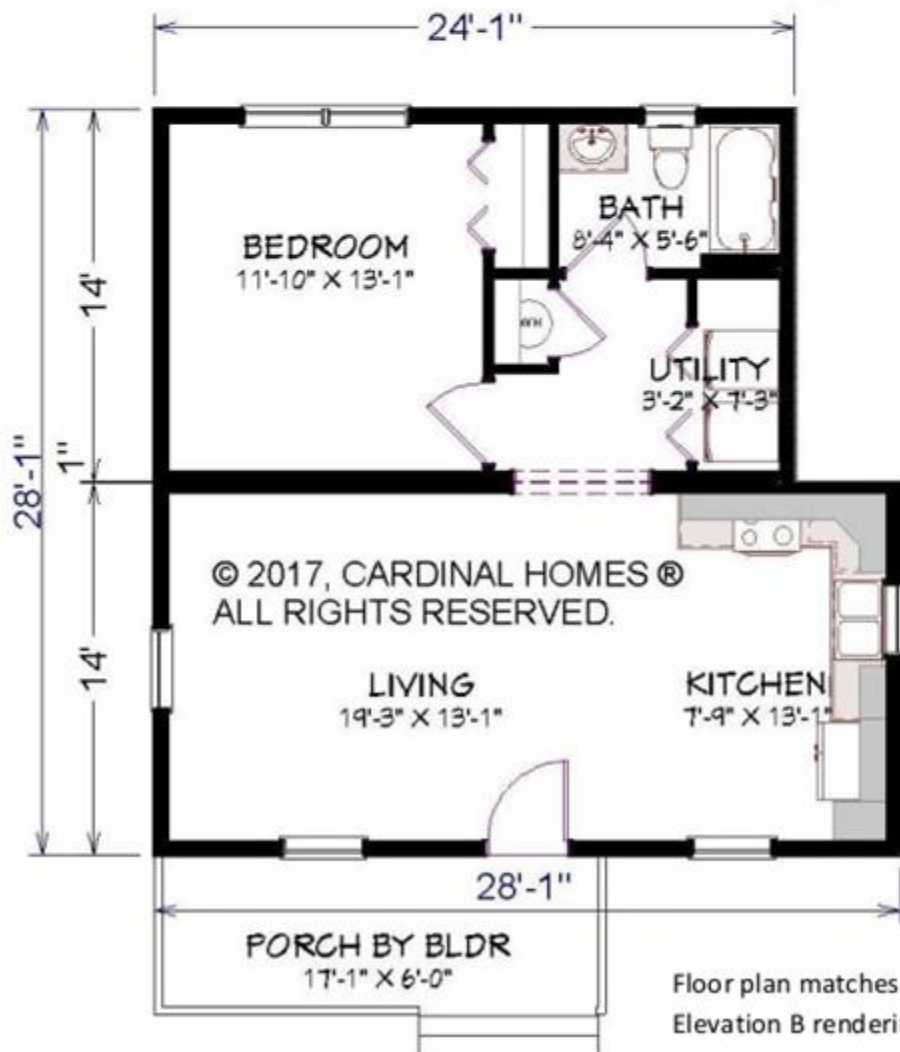 24'-1"
BEDROOM
11'-10" X 13'-1"
BATH
8'-4" X 5'-6"
WH
UTILITY
3'-2" X 7'-3"
14'
28'-1"
1"
14'
© 2017, CARDINAL HOMES ®
ALL RIGHTS RESERVED.
LIVING
19'-3" X 13'-1"
KITCHEN
7'-9" X 13'-1"
28'-1"
PORCH BY BLDR
17'-1" X 6'-0"
Floor plan matches
Elevation B renderi